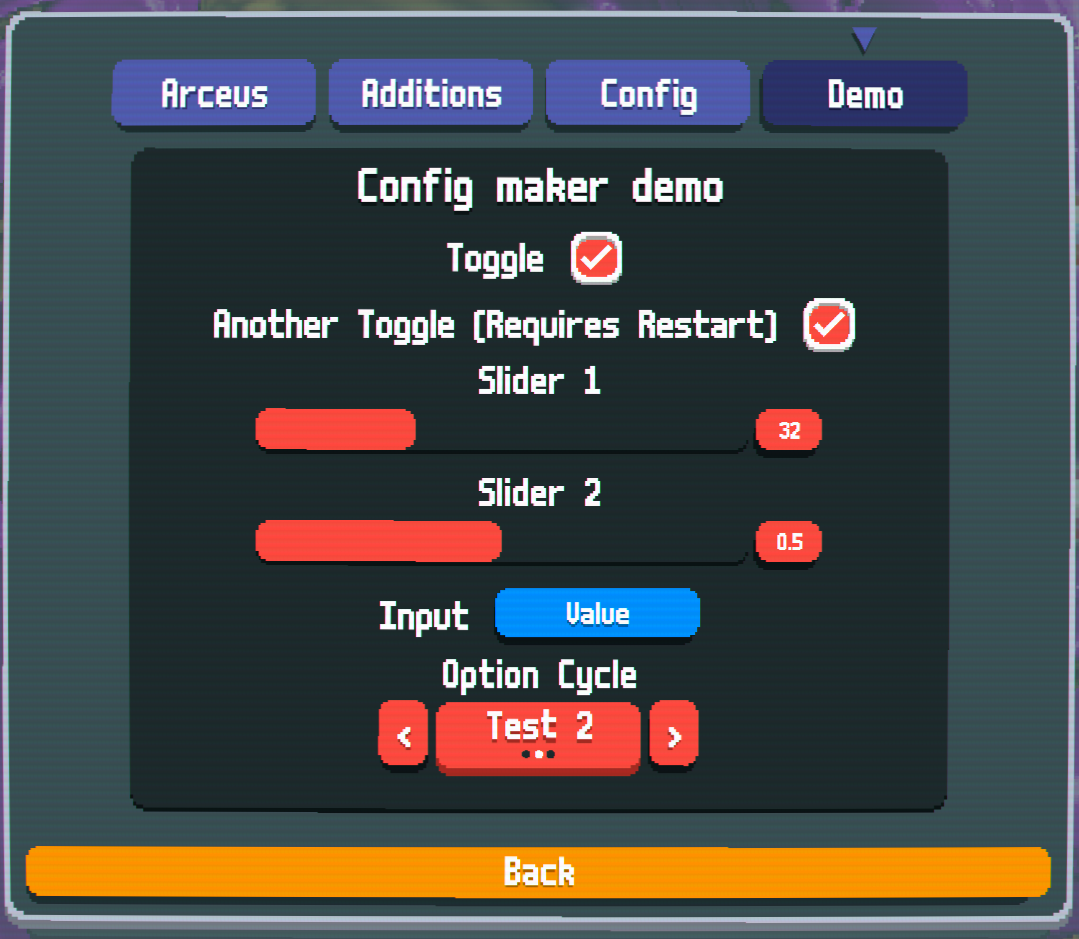 Arceus Additions Config Demo
Config maker demo
Toggle
Another Toggle (Requires Restart)
Slider 1
32
Slider 2
0.5
Input Value
Option Cycle
< Test 2 >
Back